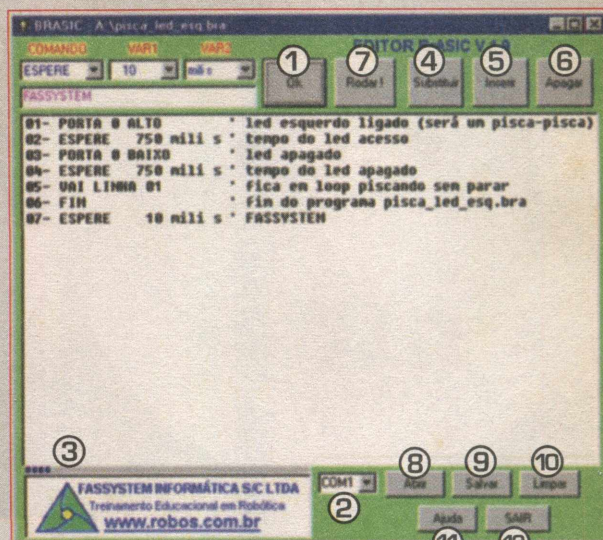 BRASIC - A:\pisca_led_esq.bra
COMANDO VAR1 VAR2
EDITOR BRASIC V.
ESPERE 10 mili s
① Ok
⑦ Rodar!
④ Substituir
⑤ Inserir
⑥ Apagar
FASSYSTEM
01- PORTA 0 ALTO ' led esquerdo ligado (será um pisca-pisca)
02- ESPERE 750 mili s ' tempo do led acesso
03- PORTA 0 BAIXO ' led apagado
04- ESPERE 750 mili s ' tempo do led apagado
05- VAI LINHA 01 ' fica em loop piscando sem parar
06- FIM ' fim do programa pisca_led_esq.bra
07- ESPERE 10 mili s ' FASSYSTEM
③
FASSYSTEM INFORMÁTICA S/C LTDA
Treinamento Educacional em Robótica
www.robos.com.br
COM1
②
⑧ Abrir
⑨ Salvar
⑩ Limpar
Ajuda SAIR
⑪ ⑫